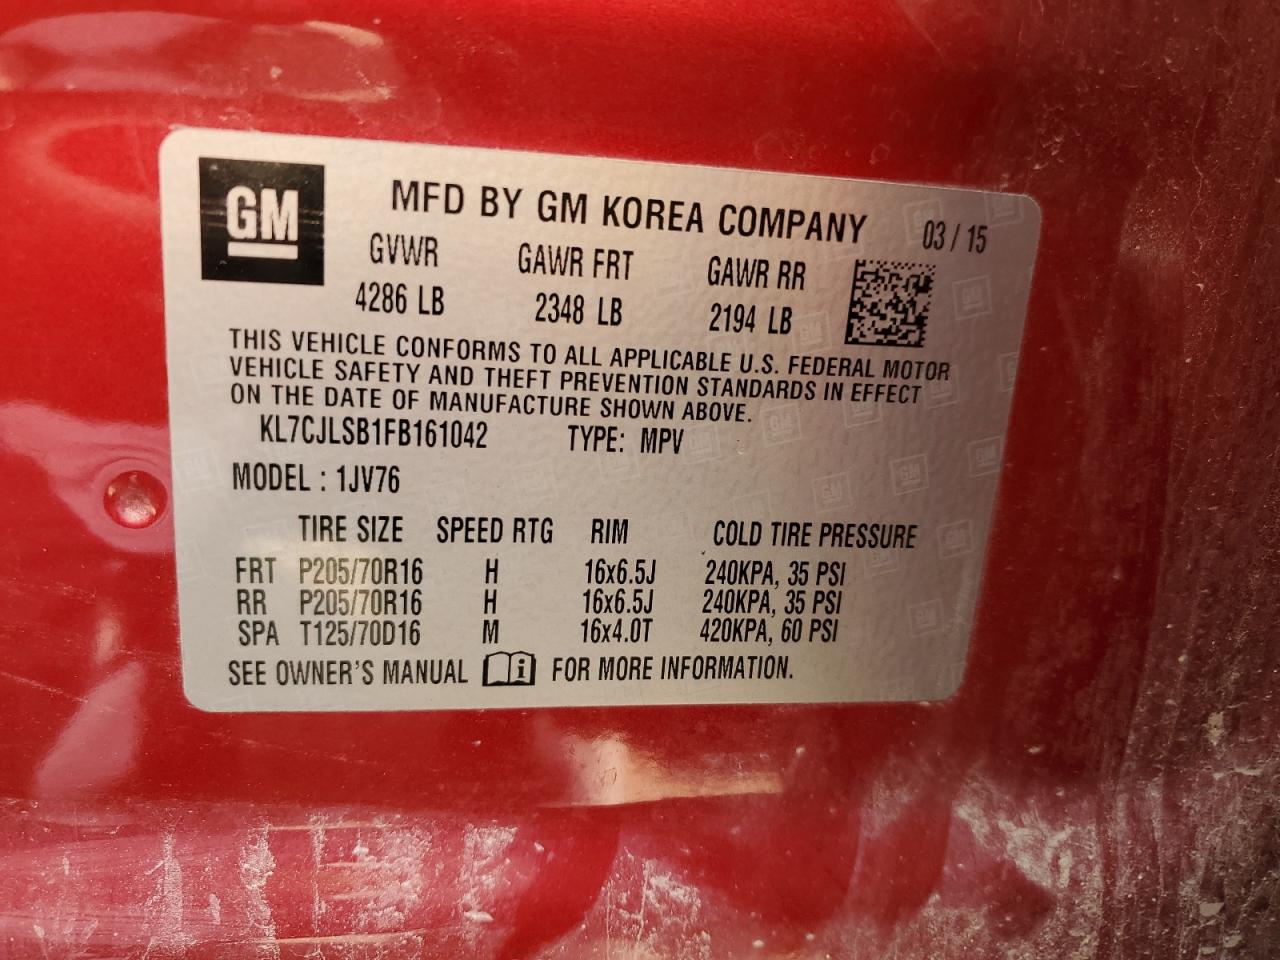 GM
MFD BY GM KOREA COMPANY 03 / 15
GVWR GAWR FRT GAWR RR
4286 LB 2348 LB 2194 LB
THIS VEHICLE CONFORMS TO ALL APPLICABLE U.S. FEDERAL MOTOR
VEHICLE SAFETY AND THEFT PREVENTION STANDARDS IN EFFECT
ON THE DATE OF MANUFACTURE SHOWN ABOVE.
KL7CJLSB1FB161042 TYPE: MPV
MODEL : 1JV76
TIRE SIZE SPEED RTG RIM COLD TIRE PRESSURE
FRT P205/70R16 H 16x6.5J 240KPA, 35 PSI
RR P205/70R16 H 16x6.5J 240KPA, 35 PSI
SPA T125/70D16 M 16x4.0T 420KPA, 60 PSI
SEE OWNER'S MANUAL i FOR MORE INFORMATION.